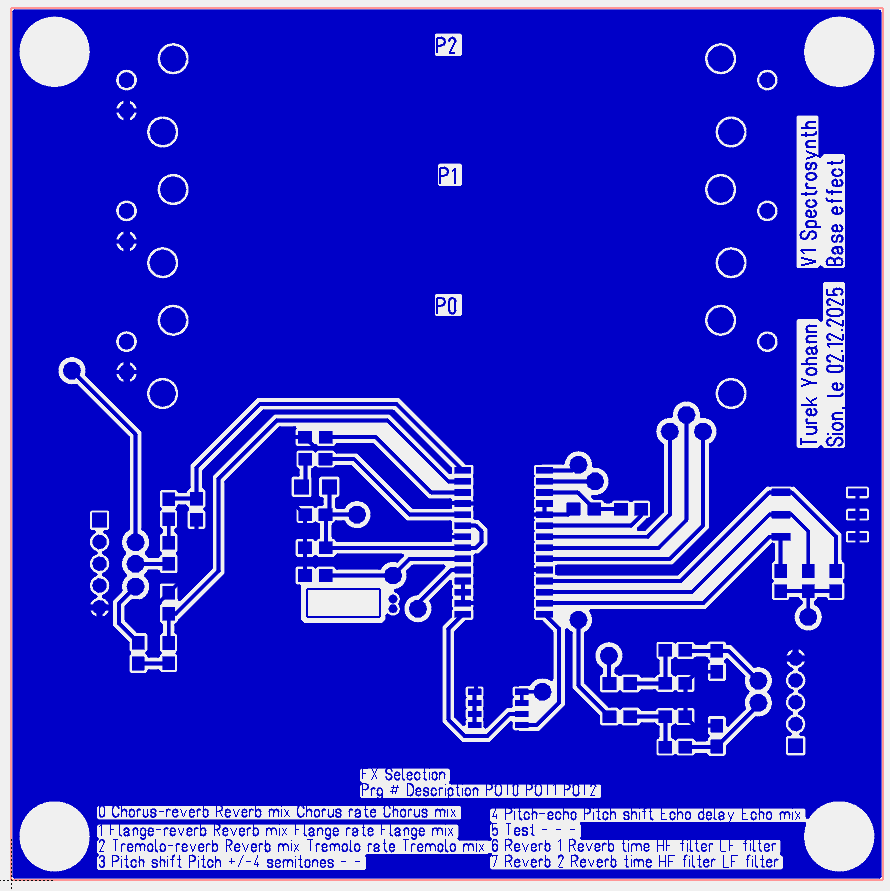 P2
P1
P0
V1 Spectrosynth
Base effect
Turek Yohann
Sion, le 02.12.2025
FX Selection
Prg # Description POT0 POT1 POT2
0 Chorus-reverb Reverb mix Chorus rate Chorus mix
1 Flange-reverb Reverb mix Flange rate Flange mix
2 Tremolo-reverb Reverb mix Tremolo rate Tremolo mix
3 Pitch shift Pitch +/-4 semitones - -
4 Pitch-echo Pitch shift Echo delay Echo mix
5 Test - - -
6 Reverb 1 Reverb time HF filter LF filter
7 Reverb 2 Reverb time HF filter LF filter